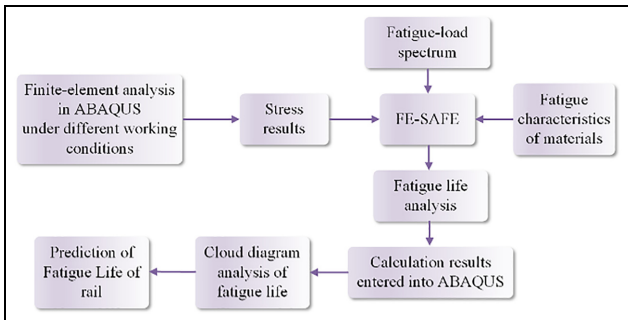 Fatigue-load
spectrum
Finite-element analysis
in ABAQUS
under different working
conditions
Stress
results
FE-SAFE
Fatigue
characteristics
of materials
Fatigue life
analysis
Prediction of
Fatigue Life of
rail
Cloud diagram
analysis of
fatigue life
Calculation results
entered into ABAQUS